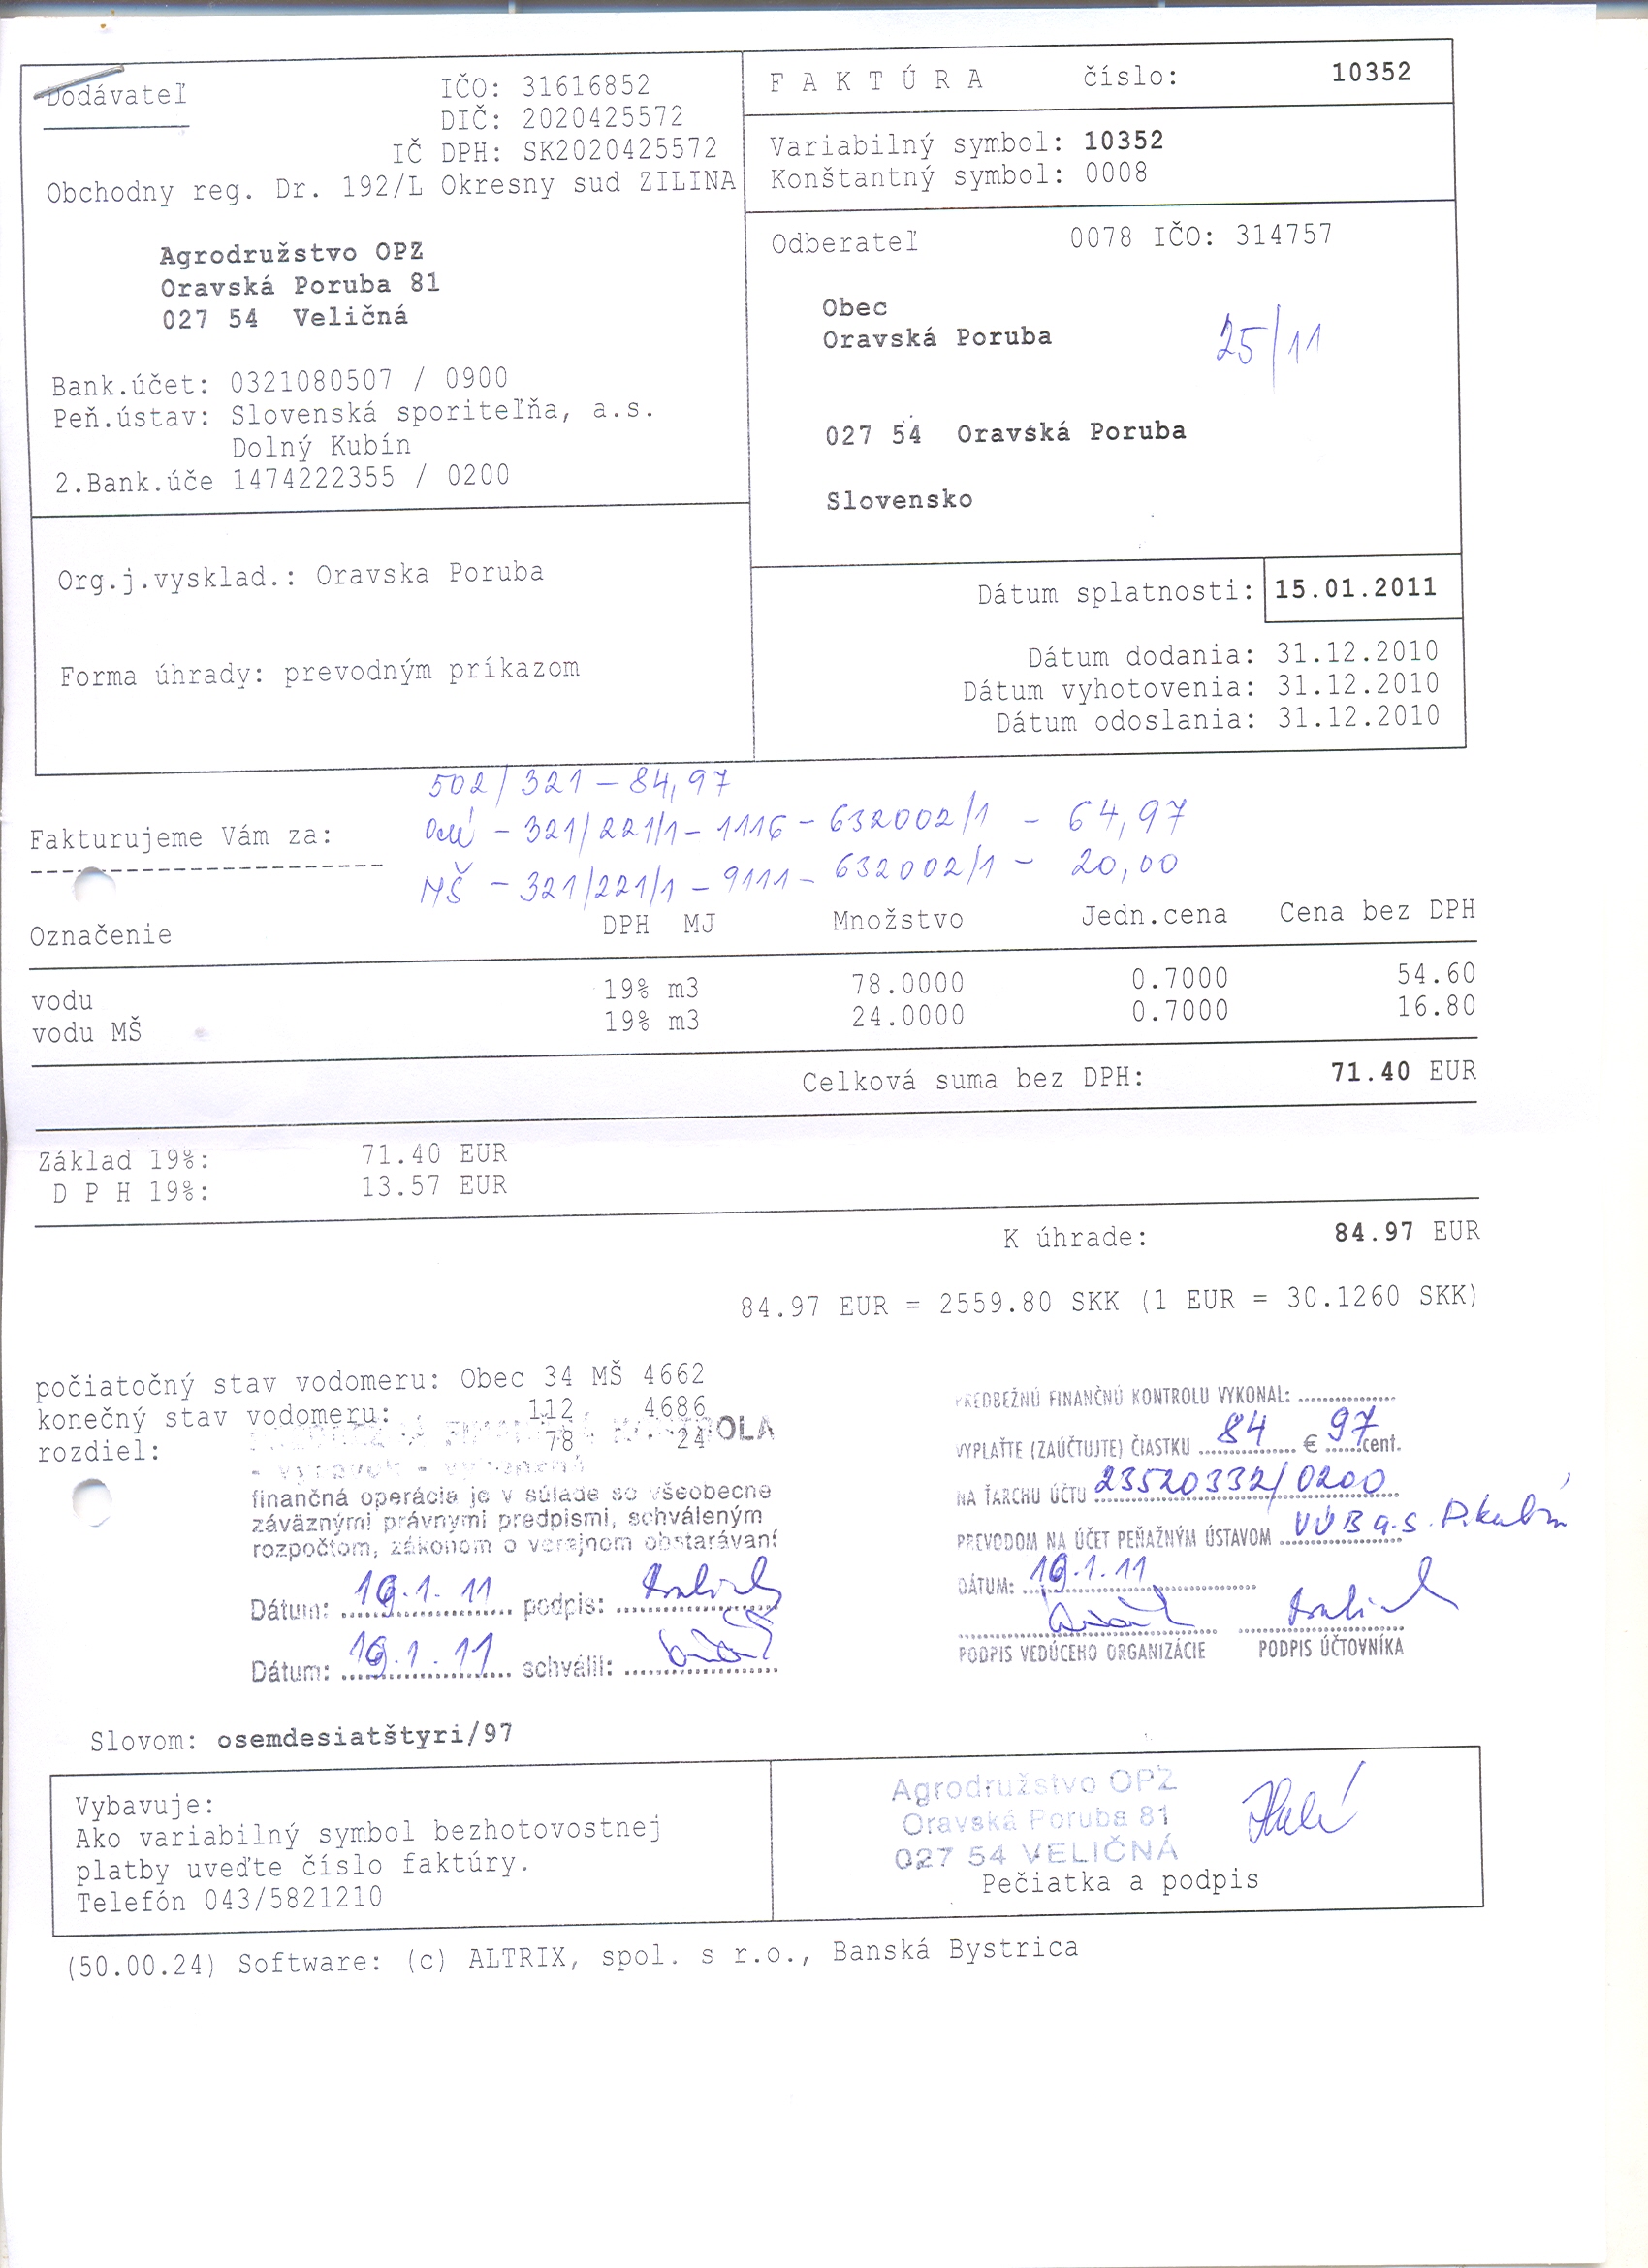 Dodávateľ
IČO: 31616852
DIČ: 2020425572
IČ DPH: SK2020425572
Obchodny reg. Dr. 192/L Okresny sud ZILINA
Agrodružstvo OPZ
Oravská Poruba 81
027 54 Veličná
Bank.účet: 0321080507 / 0900
Peň.ústav: Slovenská sporiteľňa, a.s.
Dolný Kubín
2.Bank.úče 1474222355 / 0200
Org.j.vysklad.: Oravska Poruba
Forma úhrady: prevodným príkazom
F A K T Ú R A číslo: 10352
Variabilný symbol: 10352
Konštantný symbol: 0008
Odberateľ 0078 IČO: 314757
Obec
Oravská Poruba
25/11
027 54 Oravská Poruba
Slovensko
Dátum splatnosti: 15.01.2011
Dátum dodania: 31.12.2010
Dátum vyhotovenia: 31.12.2010
Dátum odoslania: 31.12.2010
502/321 - 84,97
Fakturujeme Vám za:
- 321/221/1 - 1116 - 632002/1 - 64,97
MŠ - 321/221/1 - 9111 - 632002/1 - 20,00
Označenie DPH MJ Množstvo Jedn.cena Cena bez DPH
vodu 19% m3 78.0000 0.7000 54.60
vodu MŠ 19% m3 24.0000 0.7000 16.80
Celková suma bez DPH: 71.40 EUR
Základ 19%: 71.40 EUR
D P H 19%: 13.57 EUR
K úhrade: 84.97 EUR
84.97 EUR = 2559.80 SKK (1 EUR = 30.1260 SKK)
počiatočný stav vodomeru: Obec 34 MŠ 4662
konečný stav vodomeru: 112 4686
rozdiel: 78 24
finančná operácia je v súlade so všeobecne
záväznými právnymi predpismi, schváleným
rozpočtom, zákonom o verejnom obstarávaní
Dátum: 19.1.11 podpis:
Dátum: 19.1.11 schválil:
PREDBEŽNÚ FINANČNÚ KONTROLU VYKONAL:
VYPLAŤTE (ZAÚČTUJTE) ČIASTKU 84 € 97 cent.
NA ŤARCHU ÚČTU 23520332/0200
PREVODOM NA ÚČET PEŇAŽNÝM ÚSTAVOM VÚB a.s. D.Kubín
DÁTUM: 19.1.11
PODPIS VEDÚCEHO ORGANIZÁCIE PODPIS ÚČTOVNÍKA
Slovom: osemdesiatštyri/97
Vybavuje:
Ako variabilný symbol bezhotovostnej
platby uveďte číslo faktúry.
Telefón 043/5821210
Agrodružstvo OPZ
Oravská Poruba 81
027 54 VELIČNÁ
Pečiatka a podpis
(50.00.24) Software: (c) ALTRIX, spol. s r.o., Banská Bystrica